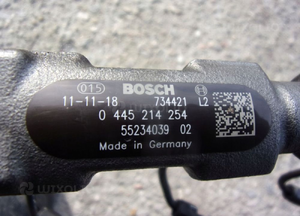 015 BOSCH
11-11-18 734421 L2
0 445 214 254
55234039 02
Made in Germany